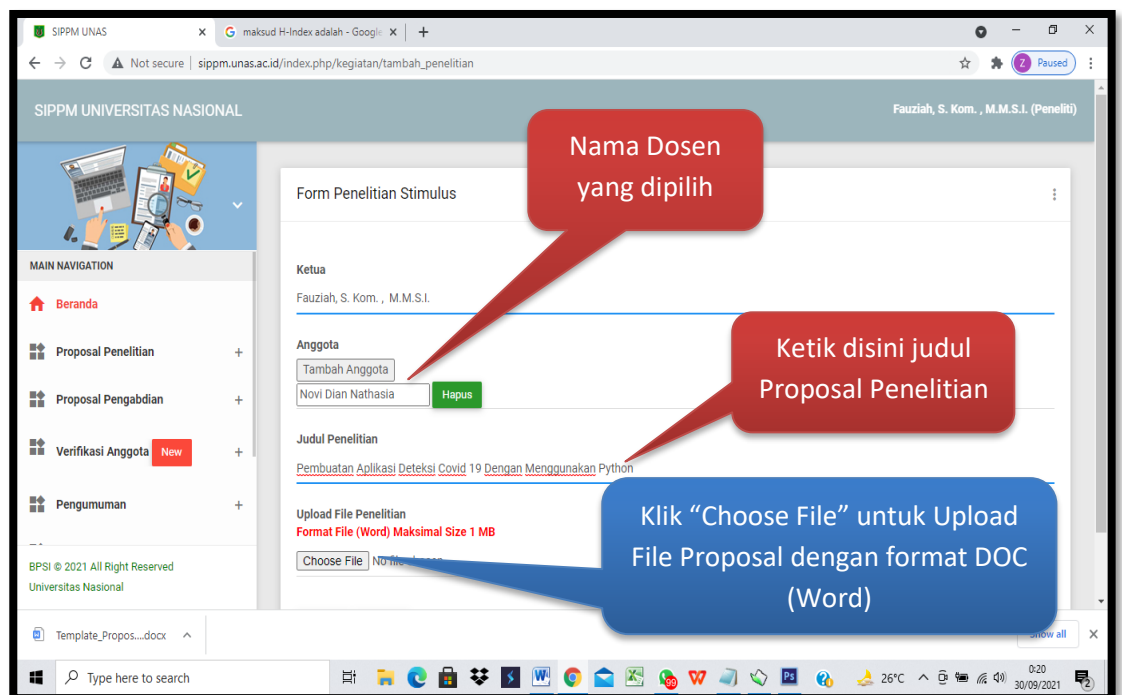 SIPPM UNAS
maksud H-Index adalah - Google
Not secure | sippm.unas.ac.id/index.php/kegiatan/tambah_penelitian
Z Paused
SIPPM UNIVERSITAS NASIONAL
Fauziah, S. Kom. , M.M.S.I. (Peneliti)
Nama Dosen
yang dipilih
MAIN NAVIGATION
Beranda
Proposal Penelitian +
Proposal Pengabdian +
Verifikasi Anggota New +
Pengumuman +
BPSI © 2021 All Right Reserved
Universitas Nasional
Form Penelitian Stimulus
Ketua
Fauziah, S. Kom. , M.M.S.I.
Anggota
Tambah Anggota
Novi Dian Nathasia Hapus
Ketik disini judul
Proposal Penelitian
Judul Penelitian
Pembuatan Aplikasi Deteksi Covid 19 Dengan Menggunakan Python
Upload File Penelitian
Format File (Word) Maksimal Size 1 MB
Choose File No file
Klik “Choose File” untuk Upload
File Proposal dengan format DOC
(Word)
Template_Propos....docx
Show all
Type here to search
99
Ps
26°C
0:20
30/09/2021
2